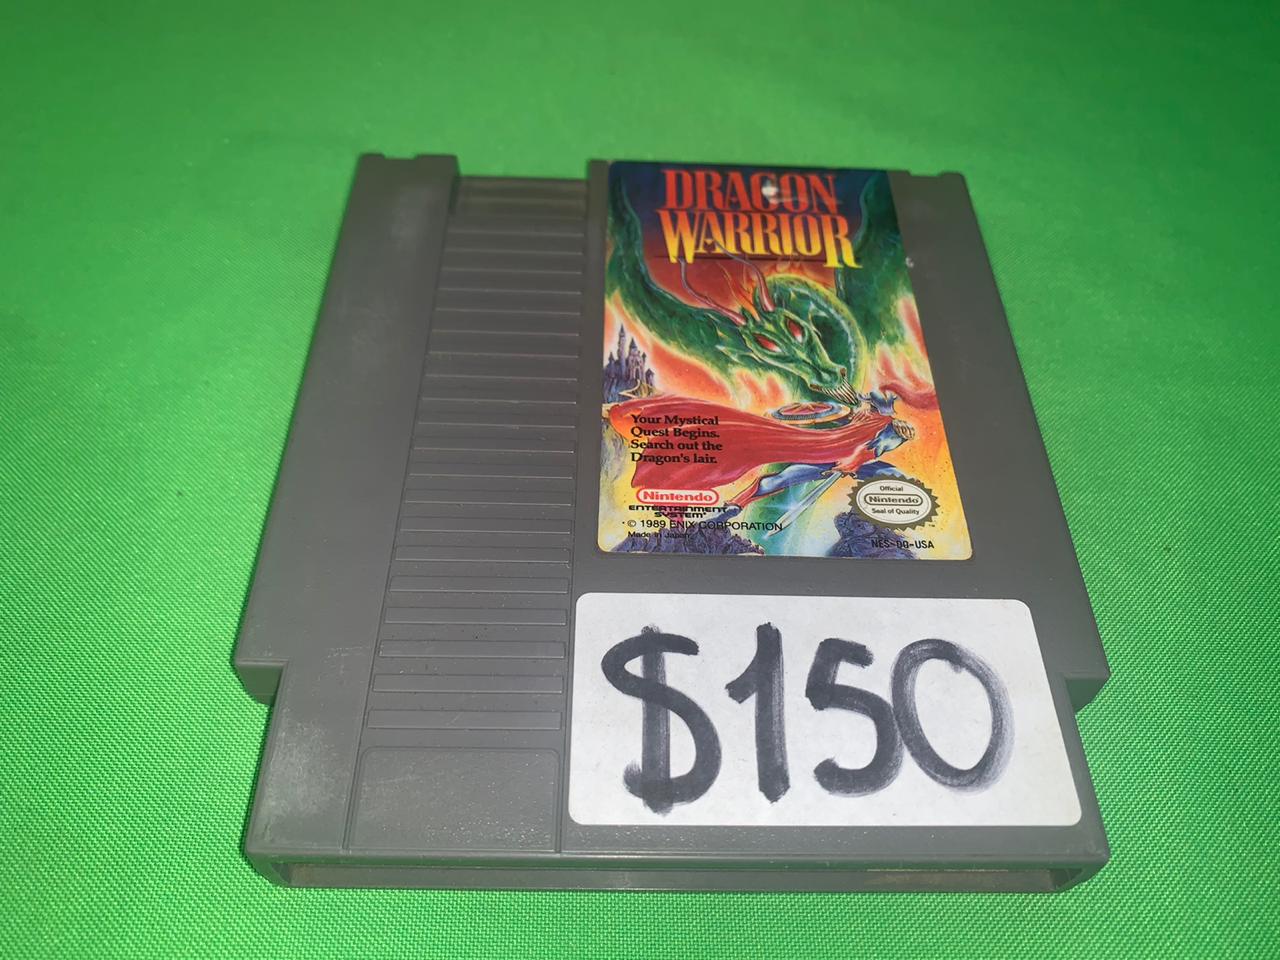 DRAGON
WARRIOR
Your Mystical
Quest Begins.
Search out the
Dragon's lair.
Nintendo
ENTERTAINMENT
SYSTEM
© 1989 ENIX CORPORATION
Made in Japan
Official
Nintendo
Seal of Quality
NES-DQ-USA
$150